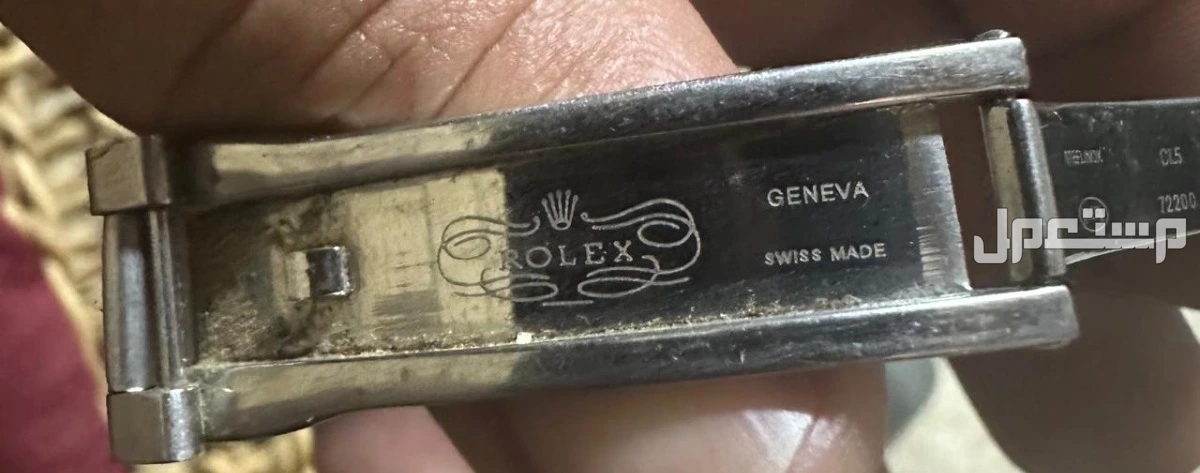 ROLEX
GENEVA
SWISS MADE
STEELINOX
CL5
72200
مستعمل